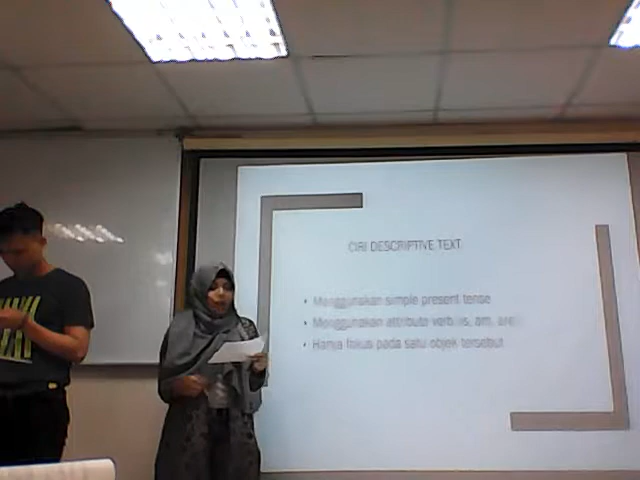 CIRI DESCRIPTIVE TEXT
• Menggunakan simple present tense
• Menggunakan attribute verb, is, am, are
• Hanya fokus pada satu objek tersebut